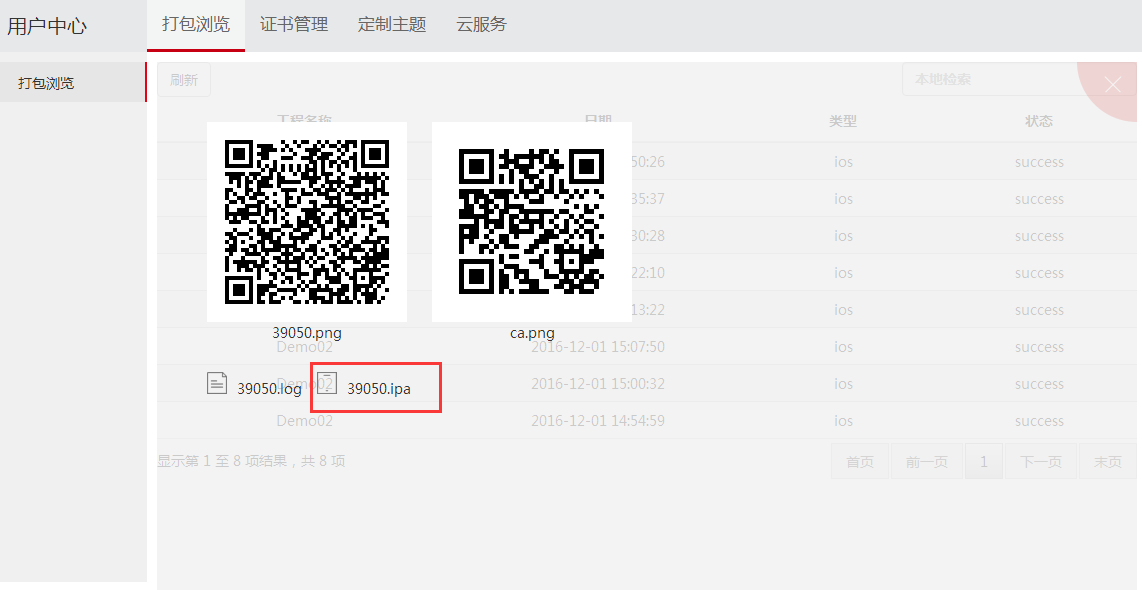 用户中心
打包浏览 证书管理 定制主题 云服务
打包浏览
刷新 本地检索
工程名称 日期 类型 状态
50:26 ios success
35:37 ios success
30:28 ios success
22:10 ios success
13:22 ios success
39050.png ca.png
Demo02 2016-12-01 15:07:50 ios success
39050.log 39050.ipa
Demo02 2016-12-01 15:00:32 ios success
Demo02 2016-12-01 14:54:59 ios success
显示第 1 至 8 项结果，共 8 项
首页 前一页 1 下一页 末页